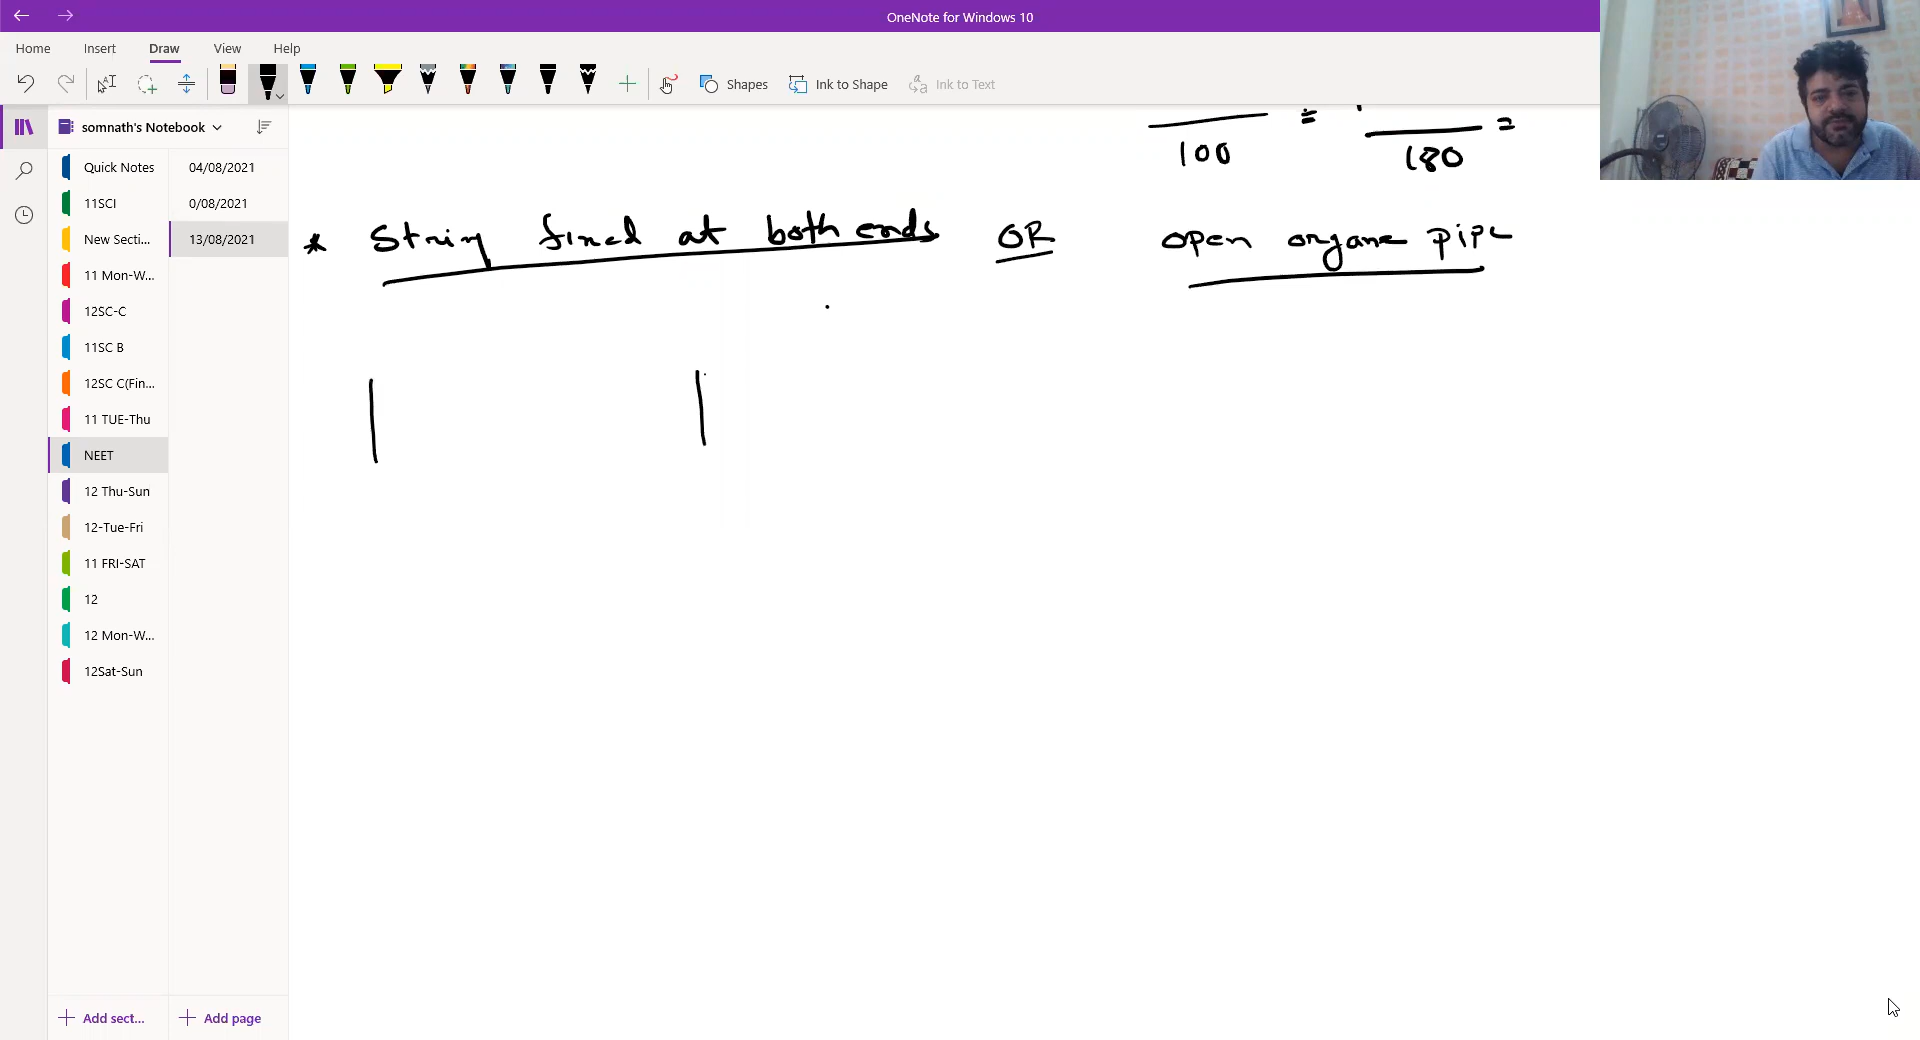 OneNote for Windows 10
Home Insert Draw View Help
Shapes Ink to Shape Ink to Text
somnath's Notebook
Quick Notes
11SCI
New Secti...
11 Mon-W...
12SC-C
11SC B
12SC C(Fin...
11 TUE-Thu
NEET
12 Thu-Sun
12-Tue-Fri
11 FRI-SAT
12
12 Mon-W...
12Sat-Sun
Add sect...
04/08/2021
0/08/2021
13/08/2021
Add page
100 = 180 =
* String fixed at both ends OR open organe pipe